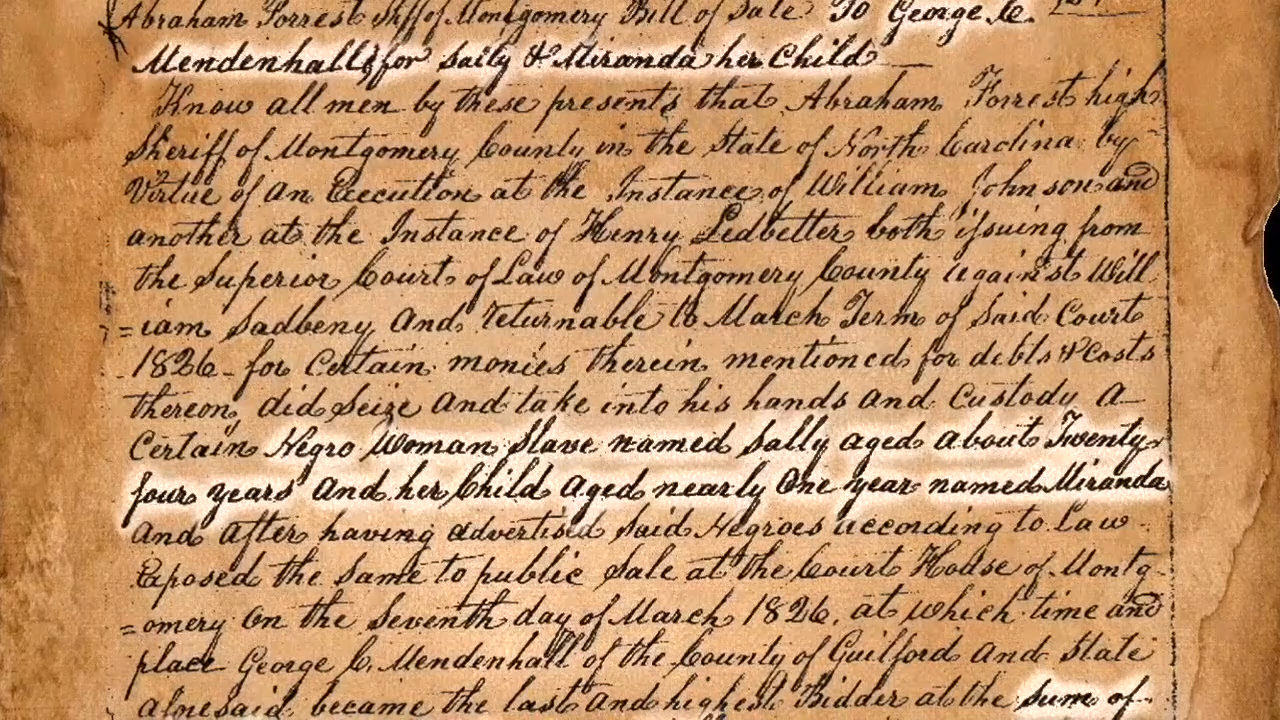 Abraham Forrest Shff of Montgomery Bill of Sale To George C.
Mendenhall for Sally & Miranda her Child
Know all men by these presents that Abraham Forrest high
Sheriff of Montgomery County in the State of North Carolina by
Virtue of an Execution at the Instance of William Johnson and
another at the Instance of Henry Ledbetter both issuing from
the Superior Court of Law of Montgomery County against Will
=iam And returnable to March Term of Said Court
1826 - for Certain monies therein mentioned for debts & Costs
thereon did Seize And take into his hands and Custody A
Certain Negro Woman Slave named Sally aged about Twenty
four years And her Child Aged nearly One year named Miranda
And After having advertised Said Negroes according to Law
Exposed the Same to public Sale at the Court House of Montg
=omery On the Seventh day of March 1826. at which time and
place George C. Mendenhall of the County of Guilford And State
aforesaid became the last And highest Bidder at the Sum of